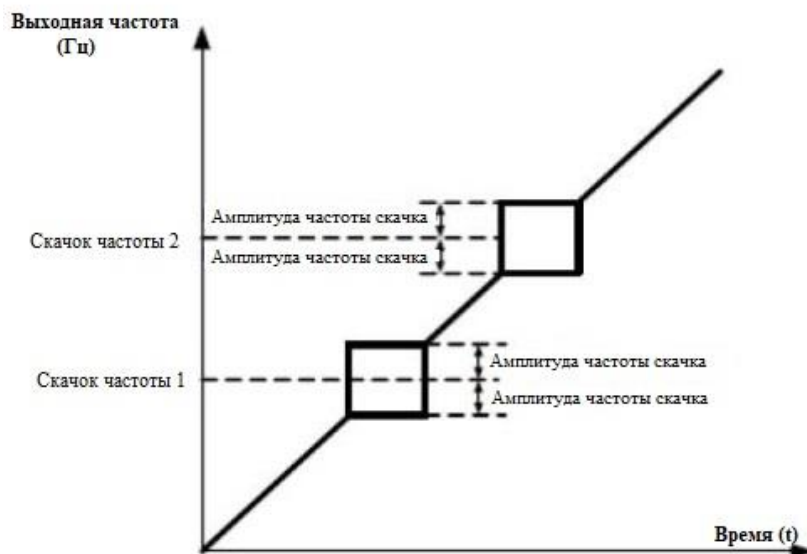 Выходная частота
(Гц)
Амплитуда частоты скачка
Скачок частоты 2
Амплитуда частоты скачка
Амплитуда частоты скачка
Скачок частоты 1
Амплитуда частоты скачка
Время (t)